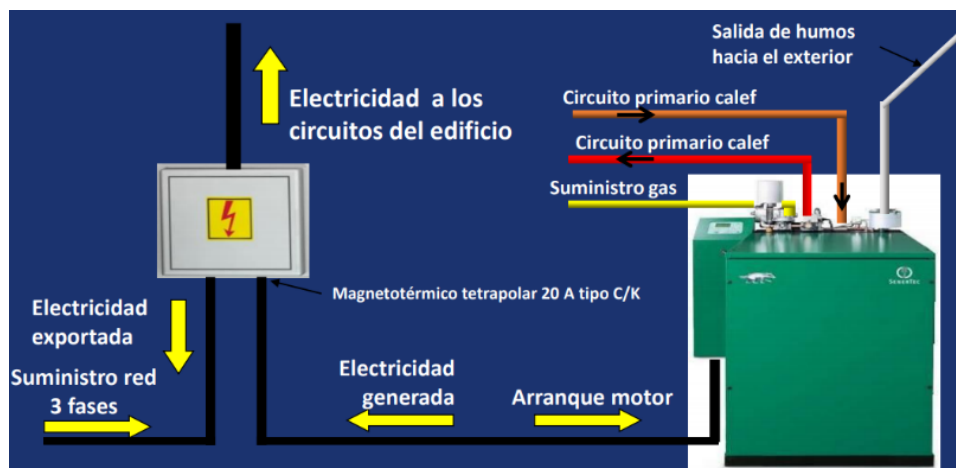 Salida de humos
hacia el exterior
Electricidad a los
circuitos del edificio
Circuito primario calef
Circuito primario calef
Suministro gas
Magnetotérmico tetrapolar 20 A tipo C/K
Electricidad
exportada
Suministro red
3 fases
Electricidad
generada
Arranque motor
SenerTec